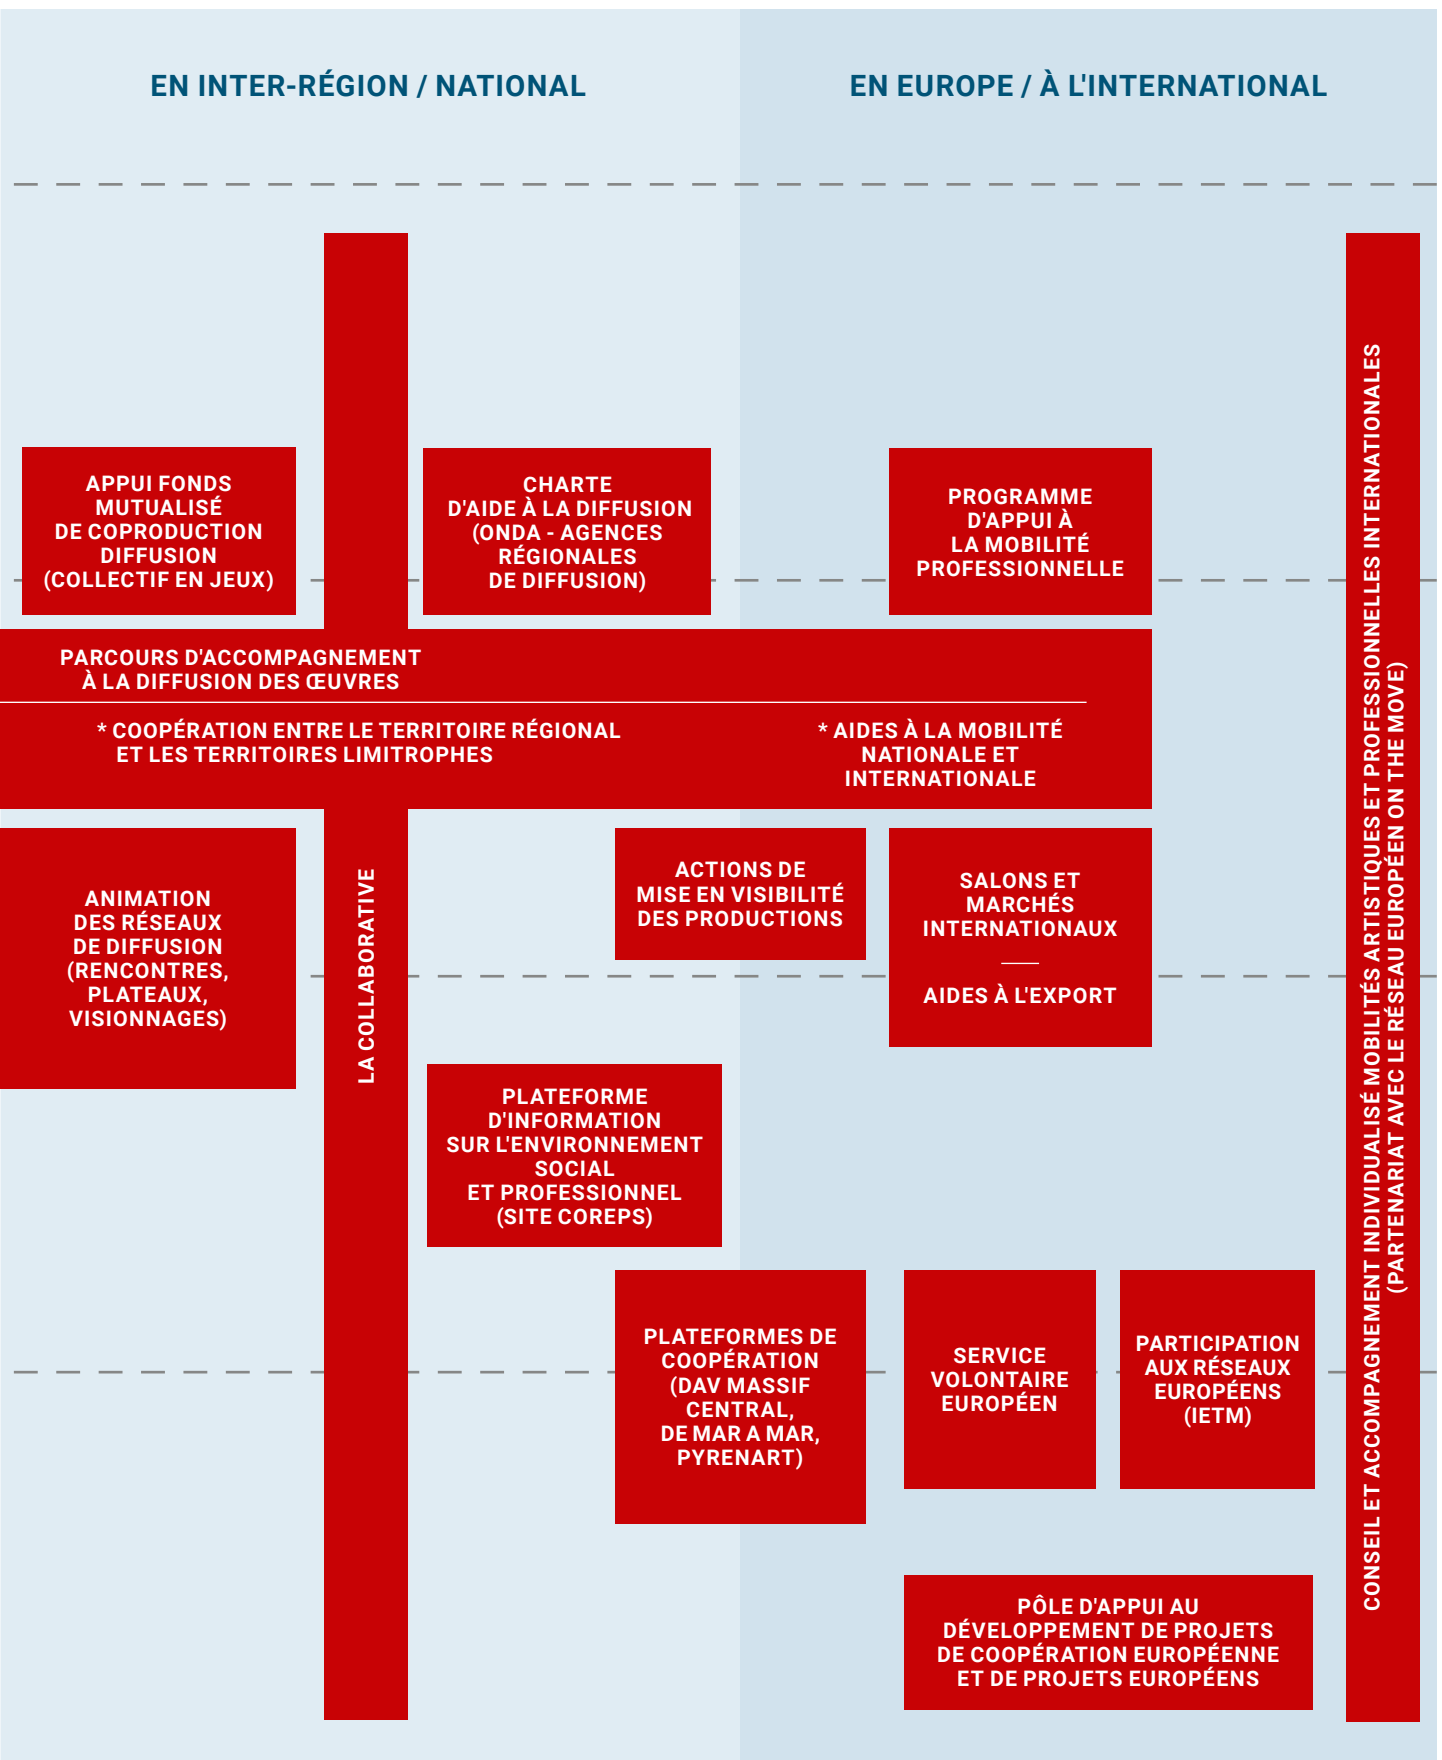 EN INTER-RÉGION / NATIONAL
EN EUROPE / À L'INTERNATIONAL
APPUI FONDS
MUTUALISÉ
DE COPRODUCTION
DIFFUSION
(COLLECTIF EN JEUX)
CHARTE
D'AIDE À LA DIFFUSION
(ONDA - AGENCES
RÉGIONALES
DE DIFFUSION)
PROGRAMME
D'APPUI À
LA MOBILITÉ
PROFESSIONNELLE
PARCOURS D'ACCOMPAGNEMENT
À LA DIFFUSION DES ŒUVRES
* COOPÉRATION ENTRE LE TERRITOIRE RÉGIONAL
ET LES TERRITOIRES LIMITROPHES
* AIDES À LA MOBILITÉ
NATIONALE ET
INTERNATIONALE
ANIMATION
DES RÉSEAUX
DE DIFFUSION
(RENCONTRES,
PLATEAUX,
VISIONNAGES)
LA COLLABORATIVE
ACTIONS DE
MISE EN VISIBILITÉ
DES PRODUCTIONS
SALONS ET
MARCHÉS
INTERNATIONAUX
AIDES À L'EXPORT
PLATEFORME
D'INFORMATION
SUR L'ENVIRONNEMENT
SOCIAL
ET PROFESSIONNEL
(SITE COREPS)
PLATEFORMES DE
COOPÉRATION
(DAV MASSIF
CENTRAL,
DE MAR A MAR,
PYRENART)
SERVICE
VOLONTAIRE
EUROPÉEN
PARTICIPATION
AUX RÉSEAUX
EUROPÉENS
(IETM)
PÔLE D'APPUI AU
DÉVELOPPEMENT DE PROJETS
DE COOPÉRATION EUROPÉENNE
ET DE PROJETS EUROPÉENS
CONSEIL ET ACCOMPAGNEMENT INDIVIDUALISÉ MOBILITÉS ARTISTIQUES ET PROFESSIONNELLES INTERNATIONALES
(PARTENARIAT AVEC LE RÉSEAU EUROPÉEN ON THE MOVE)